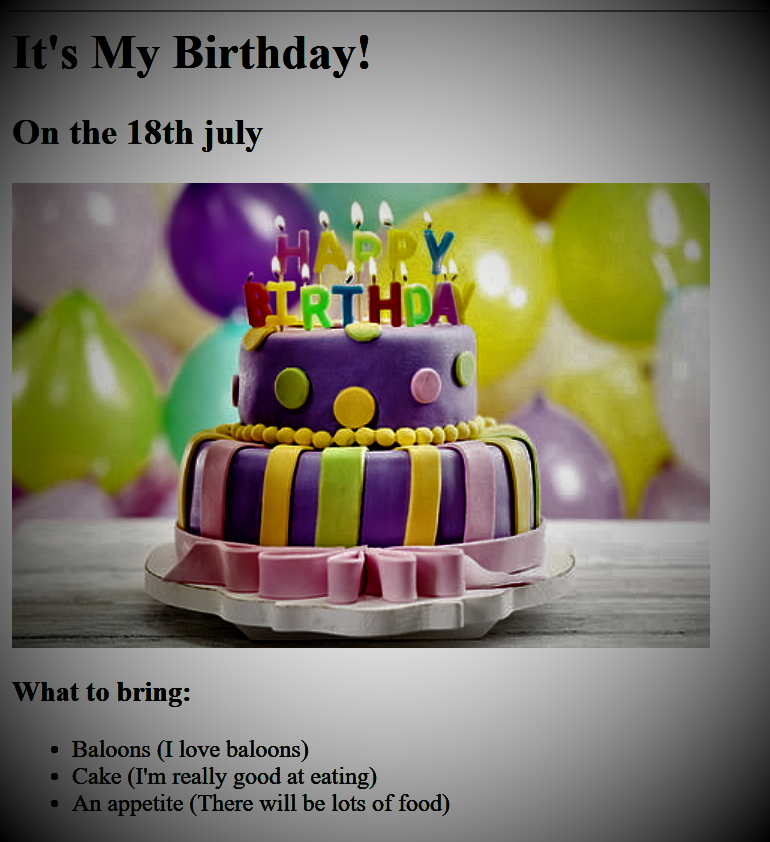 It's My Birthday!
On the 18th july
HAPPY
BIRTHDAY
What to bring:
Baloons (I love baloons)
Cake (I'm really good at eating)
An appetite (There will be lots of food)